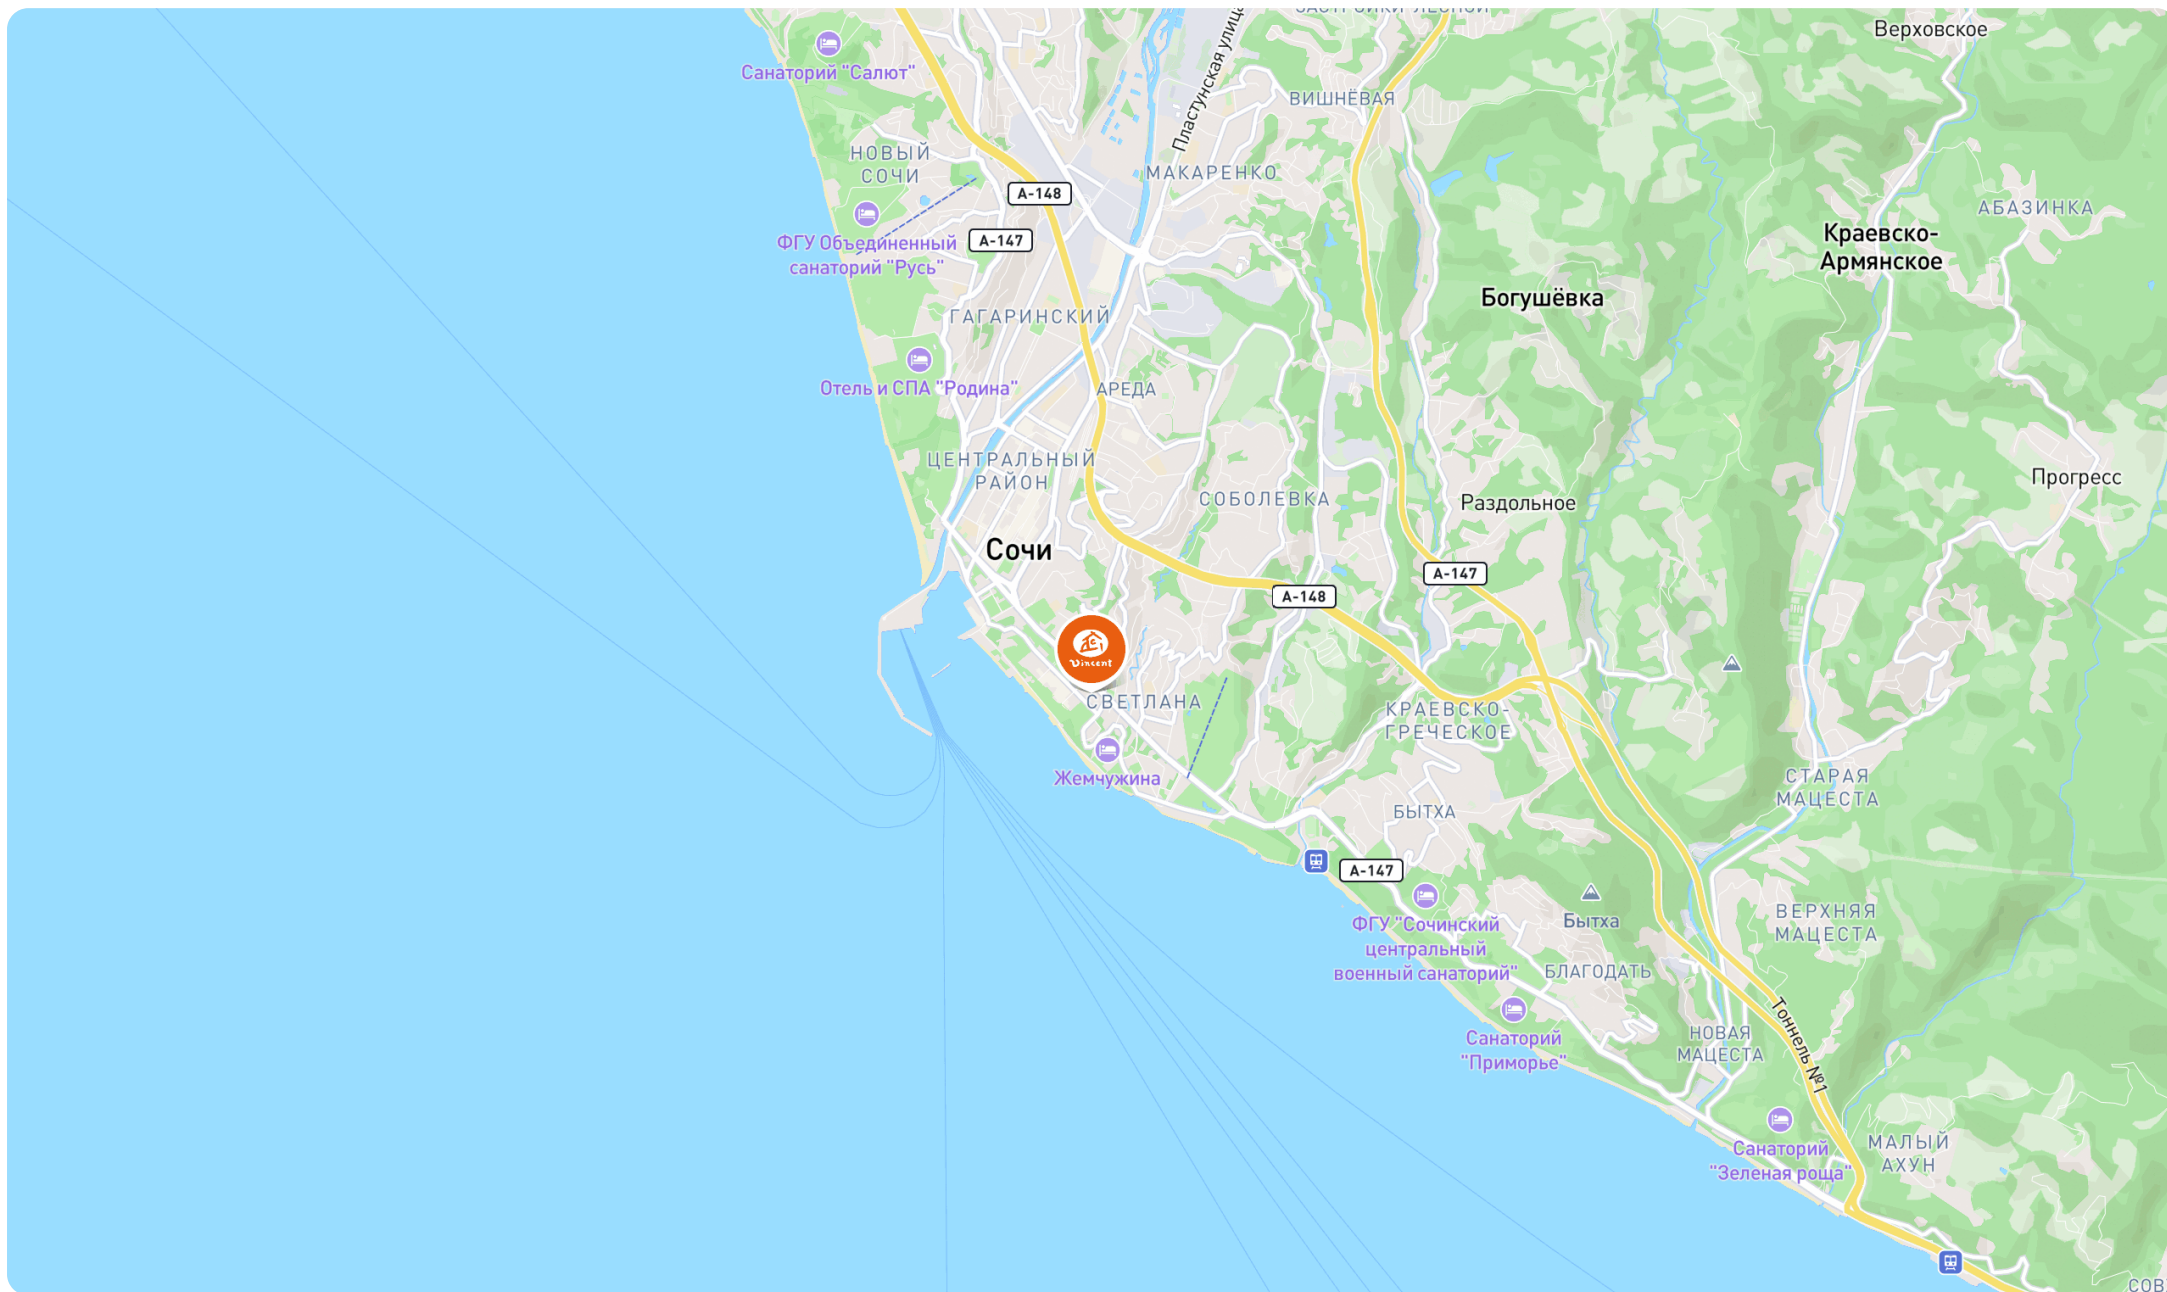 ЗАСТРОЙКИ ЛЕСНОЙ
Верховское
Санаторий "Салют"
Пластунская улица
ВИШНЁВАЯ
НОВЫЙ
СОЧИ
МАКАРЕНКО
А-148
АБАЗИНКА
А-147
ФГУ Объединенный
санаторий "Русь"
Краевско-
Армянское
Богушёвка
ГАГАРИНСКИЙ
Отель и СПА "Родина"
АРЕДА
ЦЕНТРАЛЬНЫЙ
РАЙОН
СОБОЛЕВКА
Раздольное
Прогресс
Сочи
А-147
А-148
Vincent
СВЕТЛАНА
КРАЕВСКО-
ГРЕЧЕСКОЕ
Жемчужина
СТАРАЯ
МАЦЕСТА
БЫТХА
А-147
ФГУ "Сочинский
центральный
военный санаторий"
Бытха
ВЕРХНЯЯ
МАЦЕСТА
БЛАГОДАТЬ
Санаторий
"Приморье"
НОВАЯ
МАЦЕСТА
Тоннель №1
Санаторий
"Зеленая роща"
МАЛЫЙ
АХУН